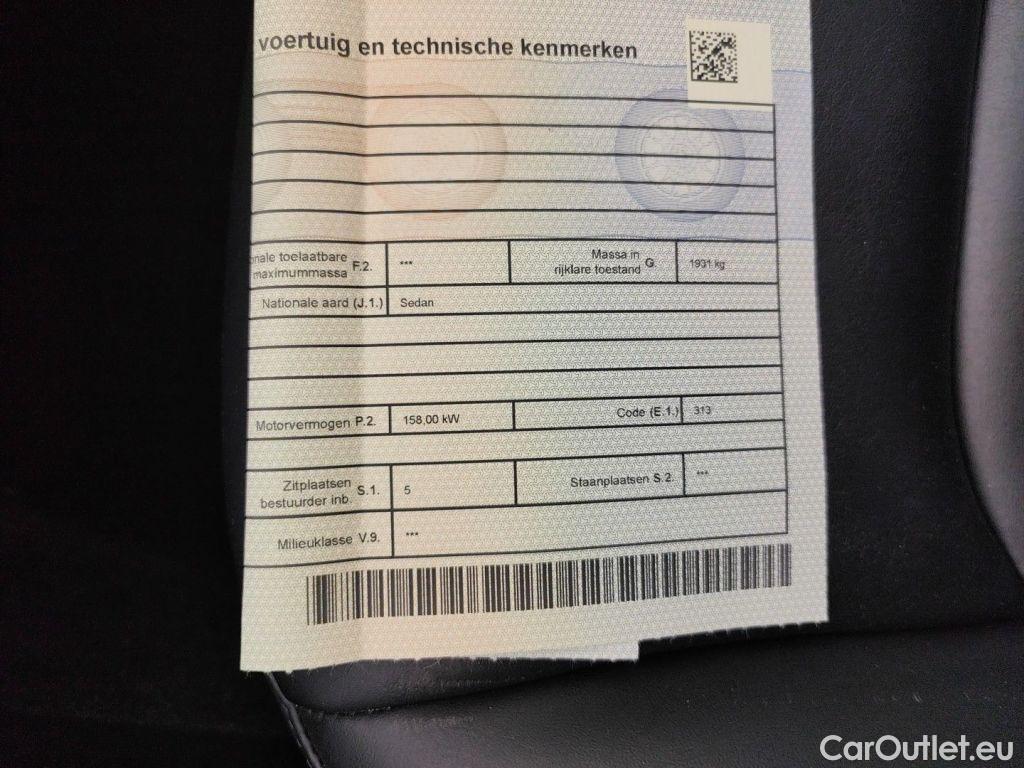 voertuig en technische kenmerken
nale toelaatbare
maximummassa F.2. *** Massa in
rijklare toestand G. 1931 kg
Nationale aard (J.1.) Sedan
Motorvermogen P.2. 158,00 kW Code (E.1.) 313
Zitplaatsen
bestuurder inb. S.1. 5 Staanplaatsen S.2. ***
Milieuklasse V.9. ***
CarOutlet.eu